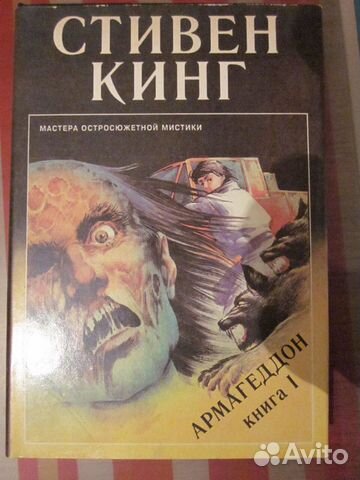 СТИВЕН
КИНГ
МАСТЕРА ОСТРОСЮЖЕТНОЙ МИСТИКИ
АРМАГЕДДОН
книга 1
Avito